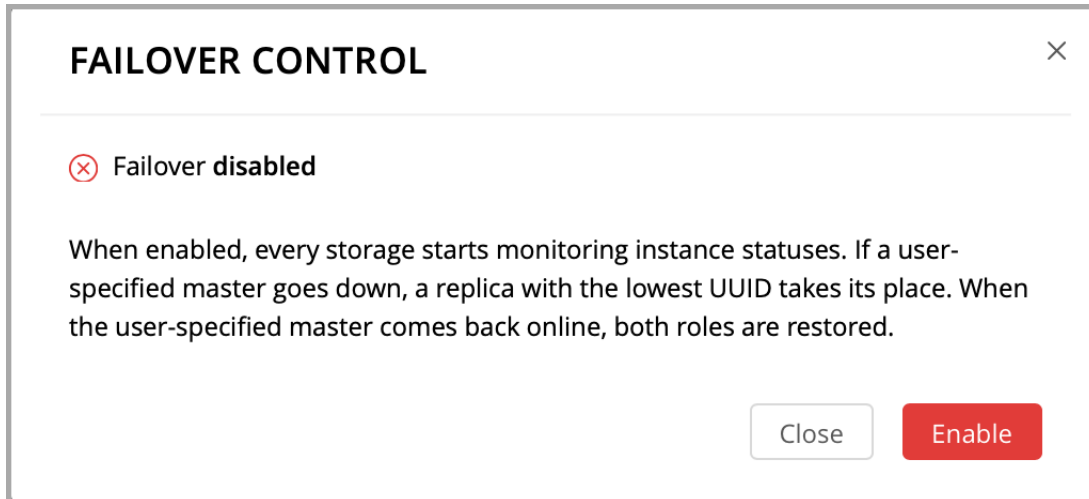 FAILOVER CONTROL
Failover disabled
When enabled, every storage starts monitoring instance statuses. If a user-
specified master goes down, a replica with the lowest UUID takes its place. When
the user-specified master comes back online, both roles are restored.
Close
Enable